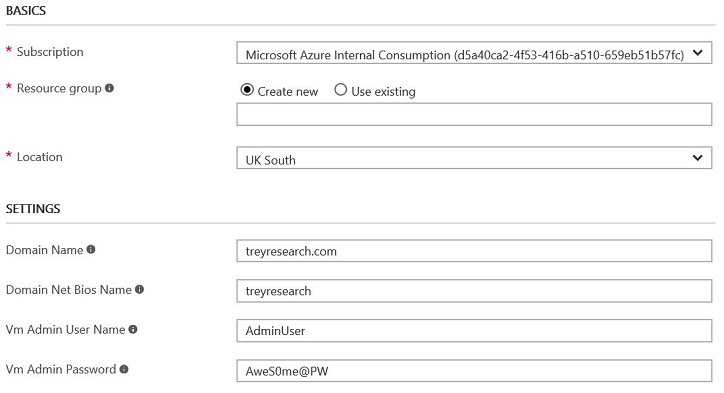 BASICS
* Subscription Microsoft Azure Internal Consumption (d5a40ca2-4f53-416b-a510-659eb51b57fc)
* Resource group Create new Use existing
* Location UK South
SETTINGS
Domain Name treyresearch.com
Domain Net Bios Name treyresearch
Vm Admin User Name AdminUser
Vm Admin Password AweS0me@PW